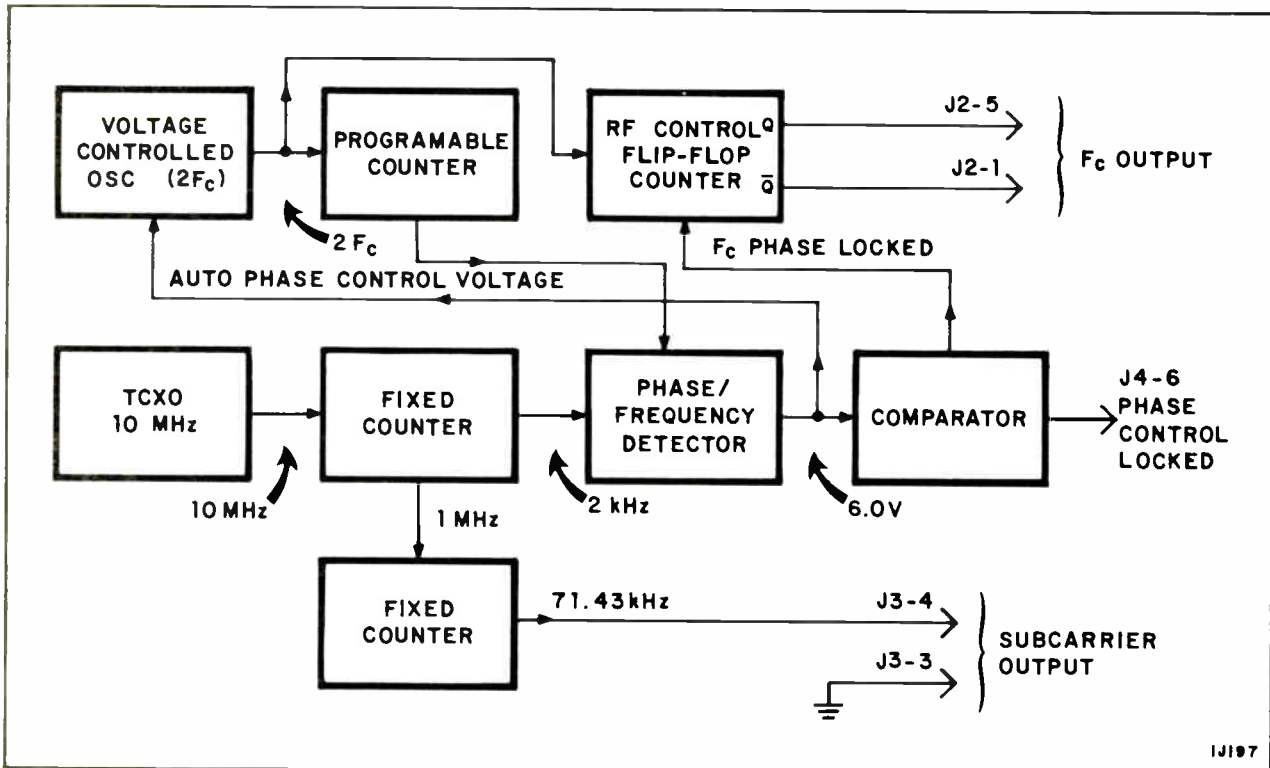 VOLTAGE
CONTROLLED
OSC (2Fc)
PROGRAMABLE
COUNTER
RF CONTROL Q
FLIP-FLOP
COUNTER Q̅
J2-5
J2-1
Fc OUTPUT
2Fc
Fc PHASE LOCKED
AUTO PHASE CONTROL VOLTAGE
TCXO
10 MHz
FIXED
COUNTER
PHASE/
FREQUENCY
DETECTOR
COMPARATOR
J4-6
PHASE
CONTROL
LOCKED
10 MHz
1 MHz
2 kHz
6.0V
FIXED
COUNTER
71.43kHz
J3-4
J3-3
SUBCARRIER
OUTPUT
1J197